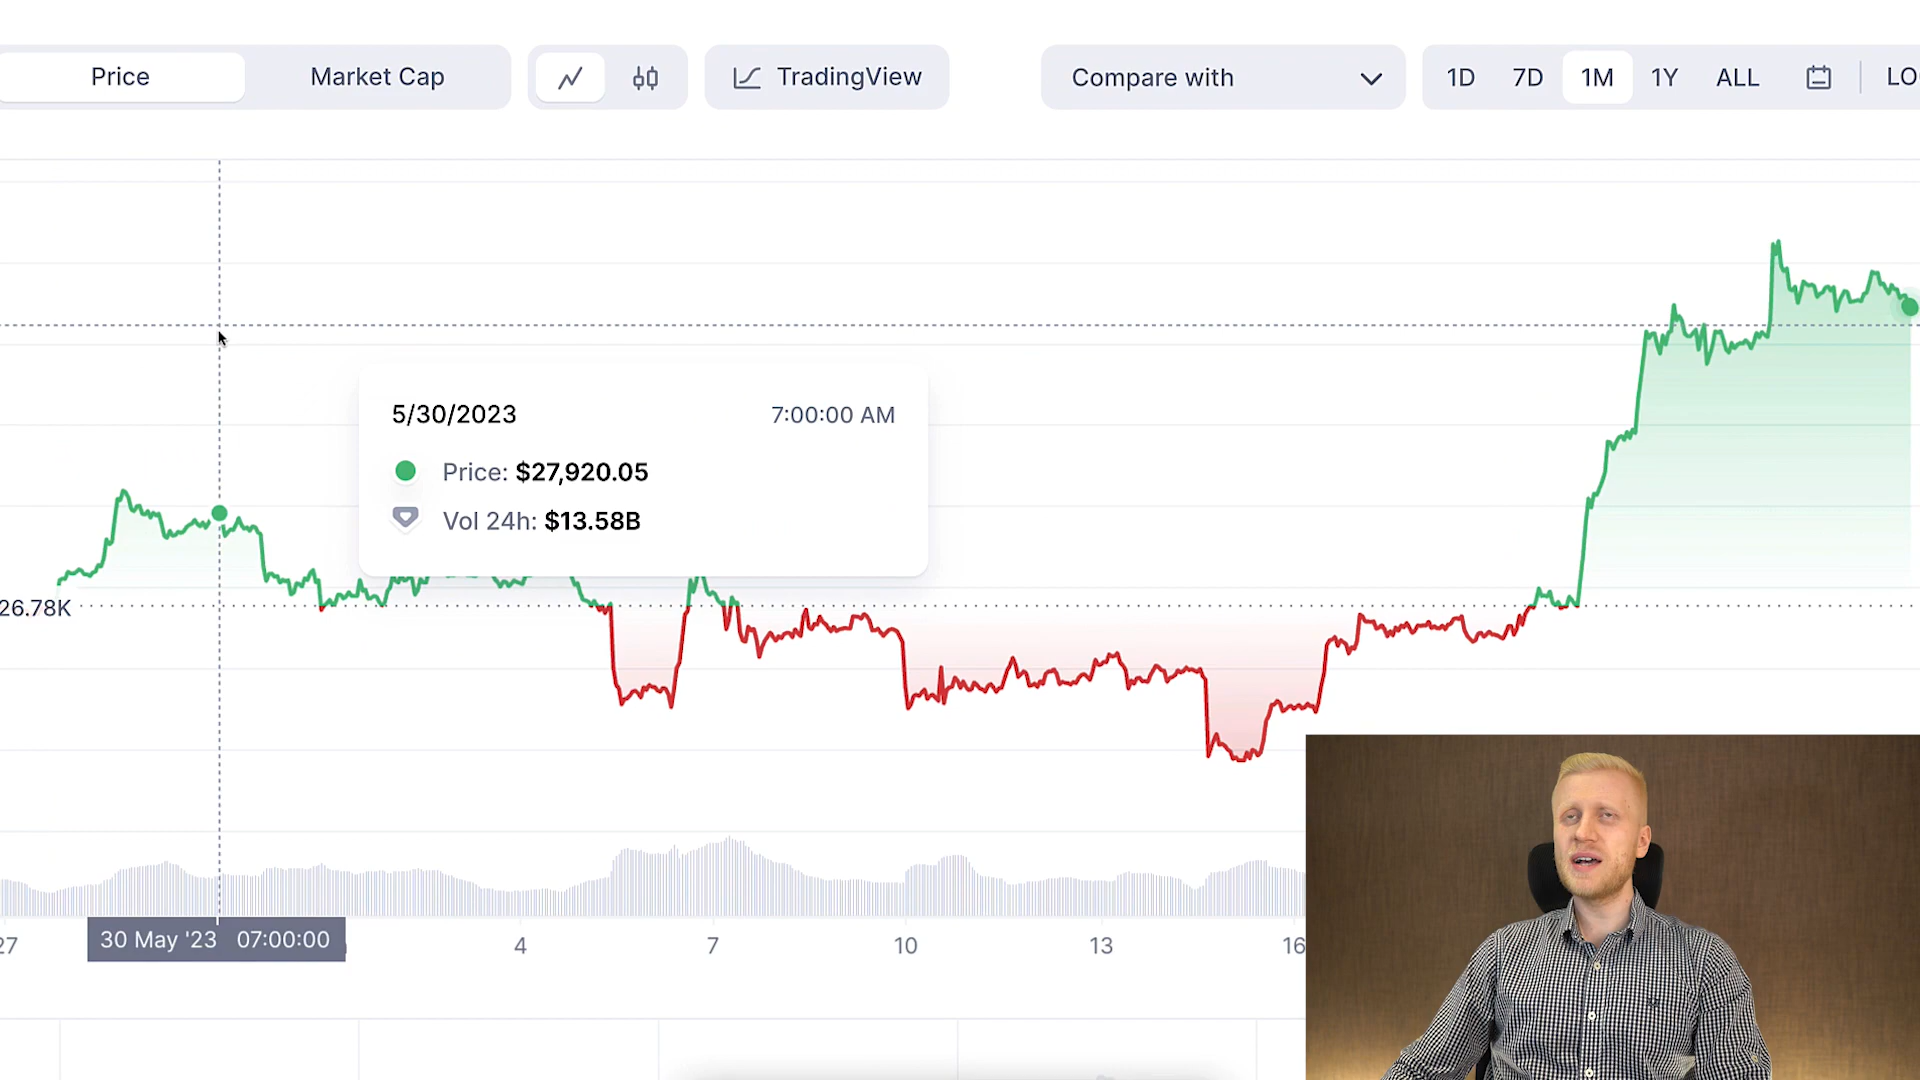 Price Market Cap TradingView Compare with 1D 7D 1M 1Y ALL LO
5/30/2023 7:00:00 AM
Price: $27,920.05
Vol 24h: $13.58B
26.78K
30 May '23 07:00:00
27 4 7 10 13 16